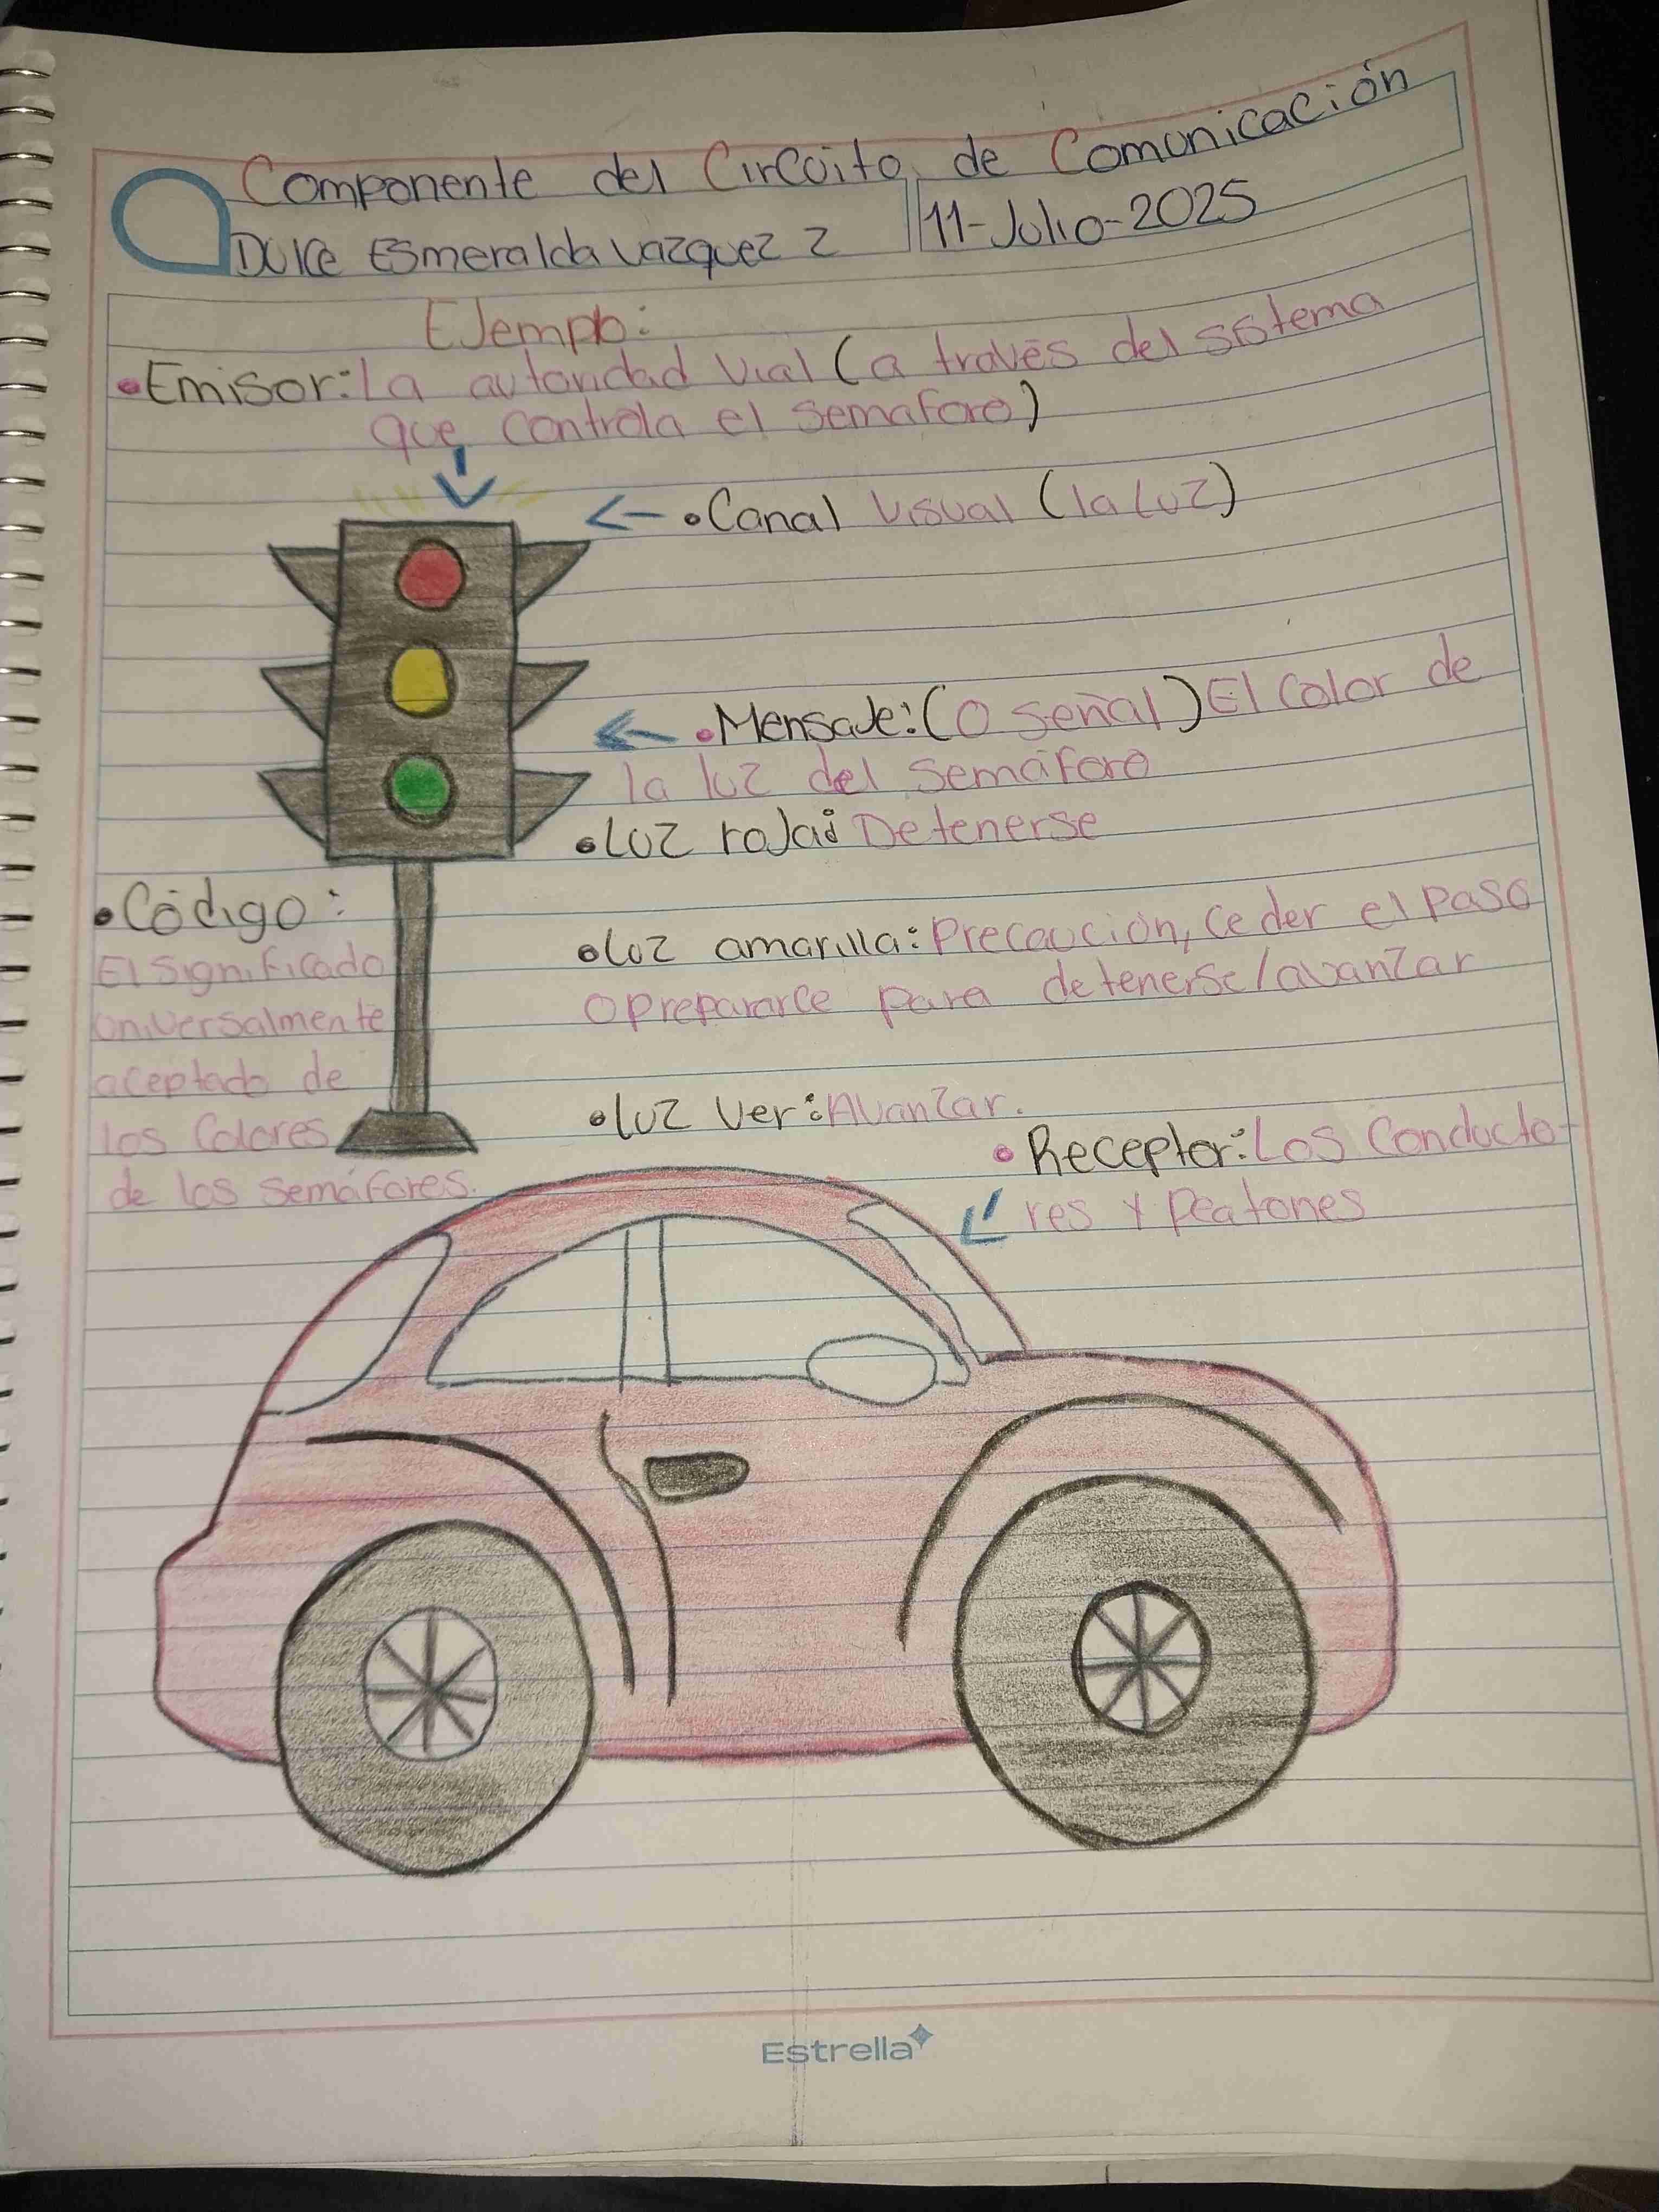 Componente del Circuito de Comunicación
Dulce Esmeralda Vazquez Z
11-Julio-2025
Ejemplo:
•Emisor: La autoridad Vial (a través del sistema
que controla el semaforo)
•Canal Visual (la luz)
•Mensaje: (o señal) El Color de
la luz del semáforo
•Luz roja: Detenerse
•Código:
El Significado
universalmente
aceptado de
los Colores
de los semáfores.
•luz amarilla: Precaución, Ceder el Paso
o prepararce para detenerse/avanzar
•luz ver: Avanzar.
•Receptor: Los Conducto-
res y peatones
Estrella